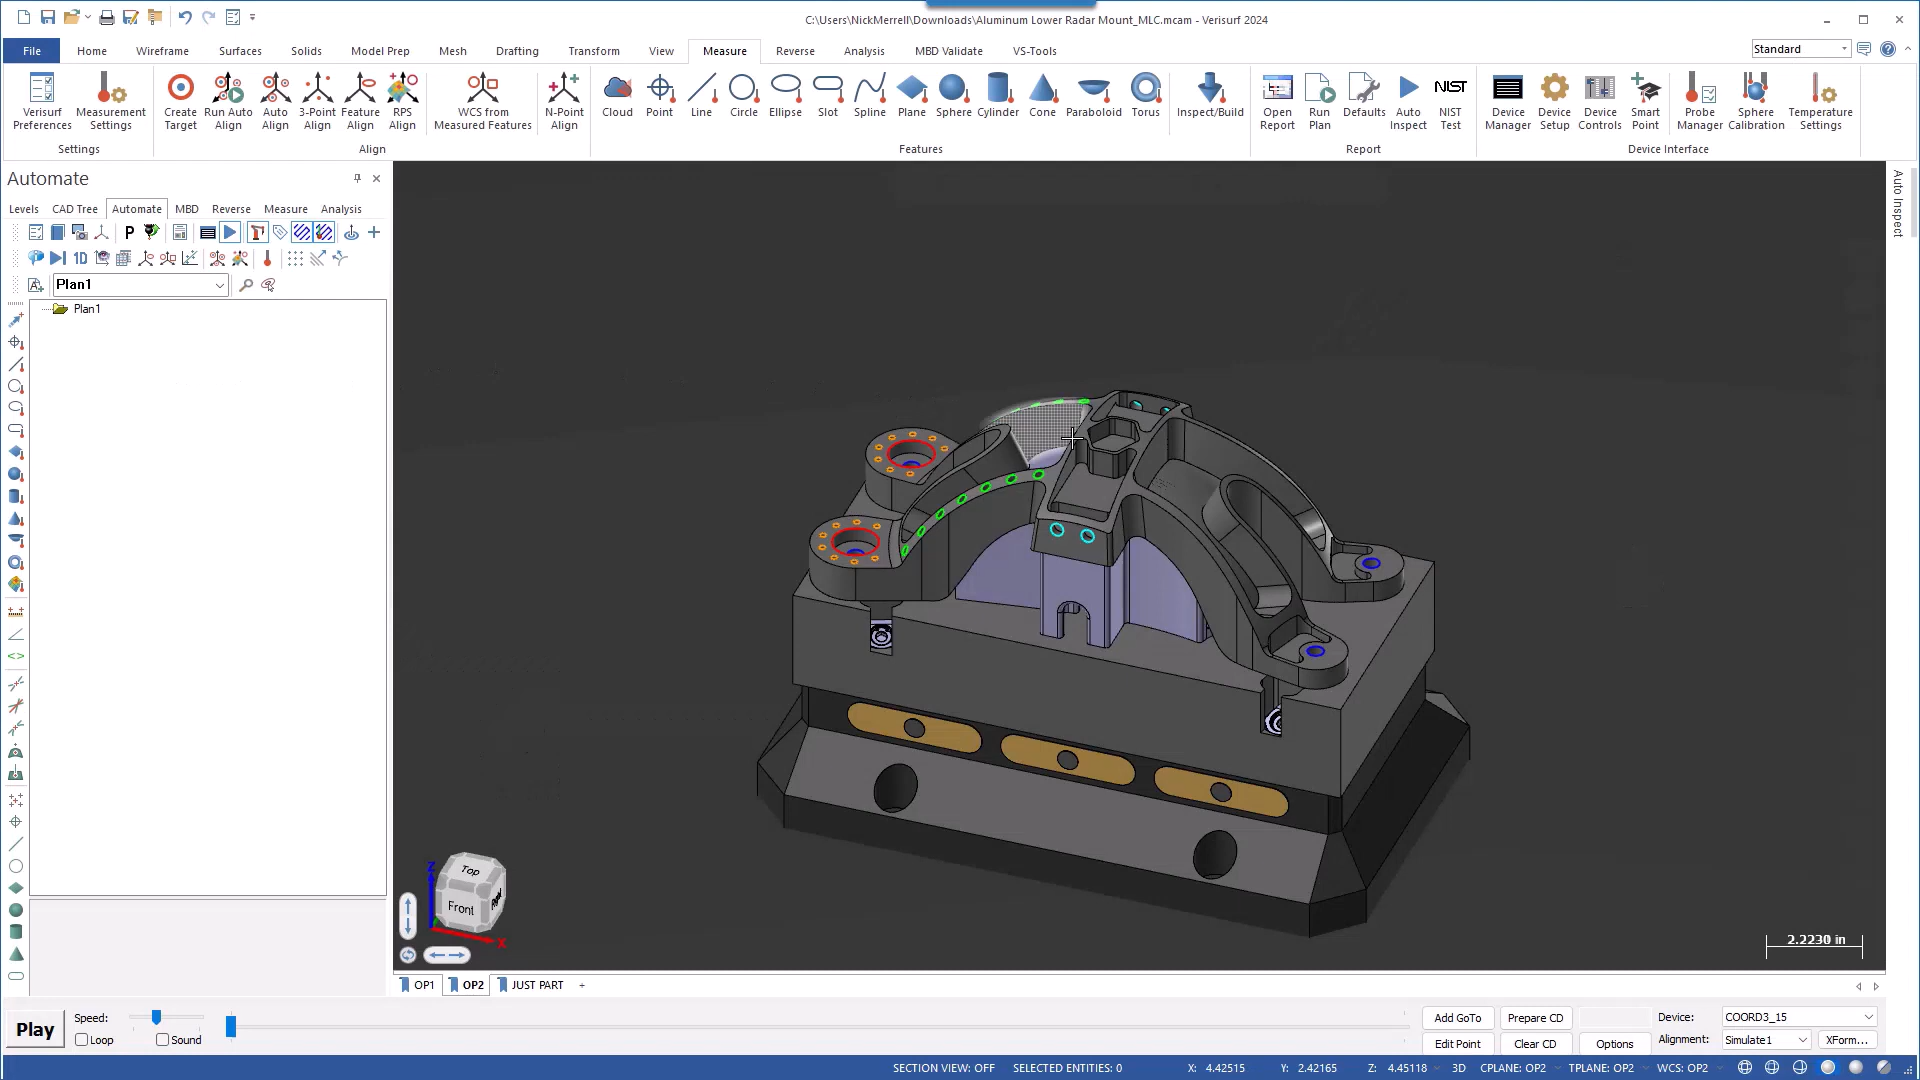 C:\Users\NickMerrell\Downloads\Aluminum Lower Radar Mount_MLC.mcam - Verisurf 2024
File Home Wireframe Surfaces Solids Model Prep Mesh Drafting Transform View Measure Reverse Analysis MBD Validate VS-Tools Standard
Verisurf Preferences
Measurement Settings
Settings
Create Target
Run Auto Align
Auto Align
3-Point Align
Feature Align
RPS Align
WCS from Measured Features
N-Point Align
Align
Cloud Point Line Circle Ellipse Slot Spline Plane Sphere Cylinder Cone Paraboloid Torus Inspect/Build
Features
Open Report
Run Plan
Defaults
Auto Inspect
NIST
NIST Test
Report
Device Manager
Device Setup
Device Controls
Smart Point
Probe Manager
Sphere Calibration
Temperature Settings
Device Interface
Automate
Levels CAD Tree Automate MBD Reverse Measure Analysis
P
1D
Plan1
Plan1
Auto Inspect
Top
Front
Z
X
2.2230 in
OP1 OP2 JUST PART +
Play
Speed:
Loop Sound
Add GoTo Prepare CD
Edit Point Clear CD Options
Device: COORD3_15
Alignment: Simulate1 XForm...
SECTION VIEW: OFF SELECTED ENTITIES: 0 X: 4.42515 Y: 2.42165 Z: 4.45118 3D CPLANE: OP2 TPLANE: OP2 WCS: OP2